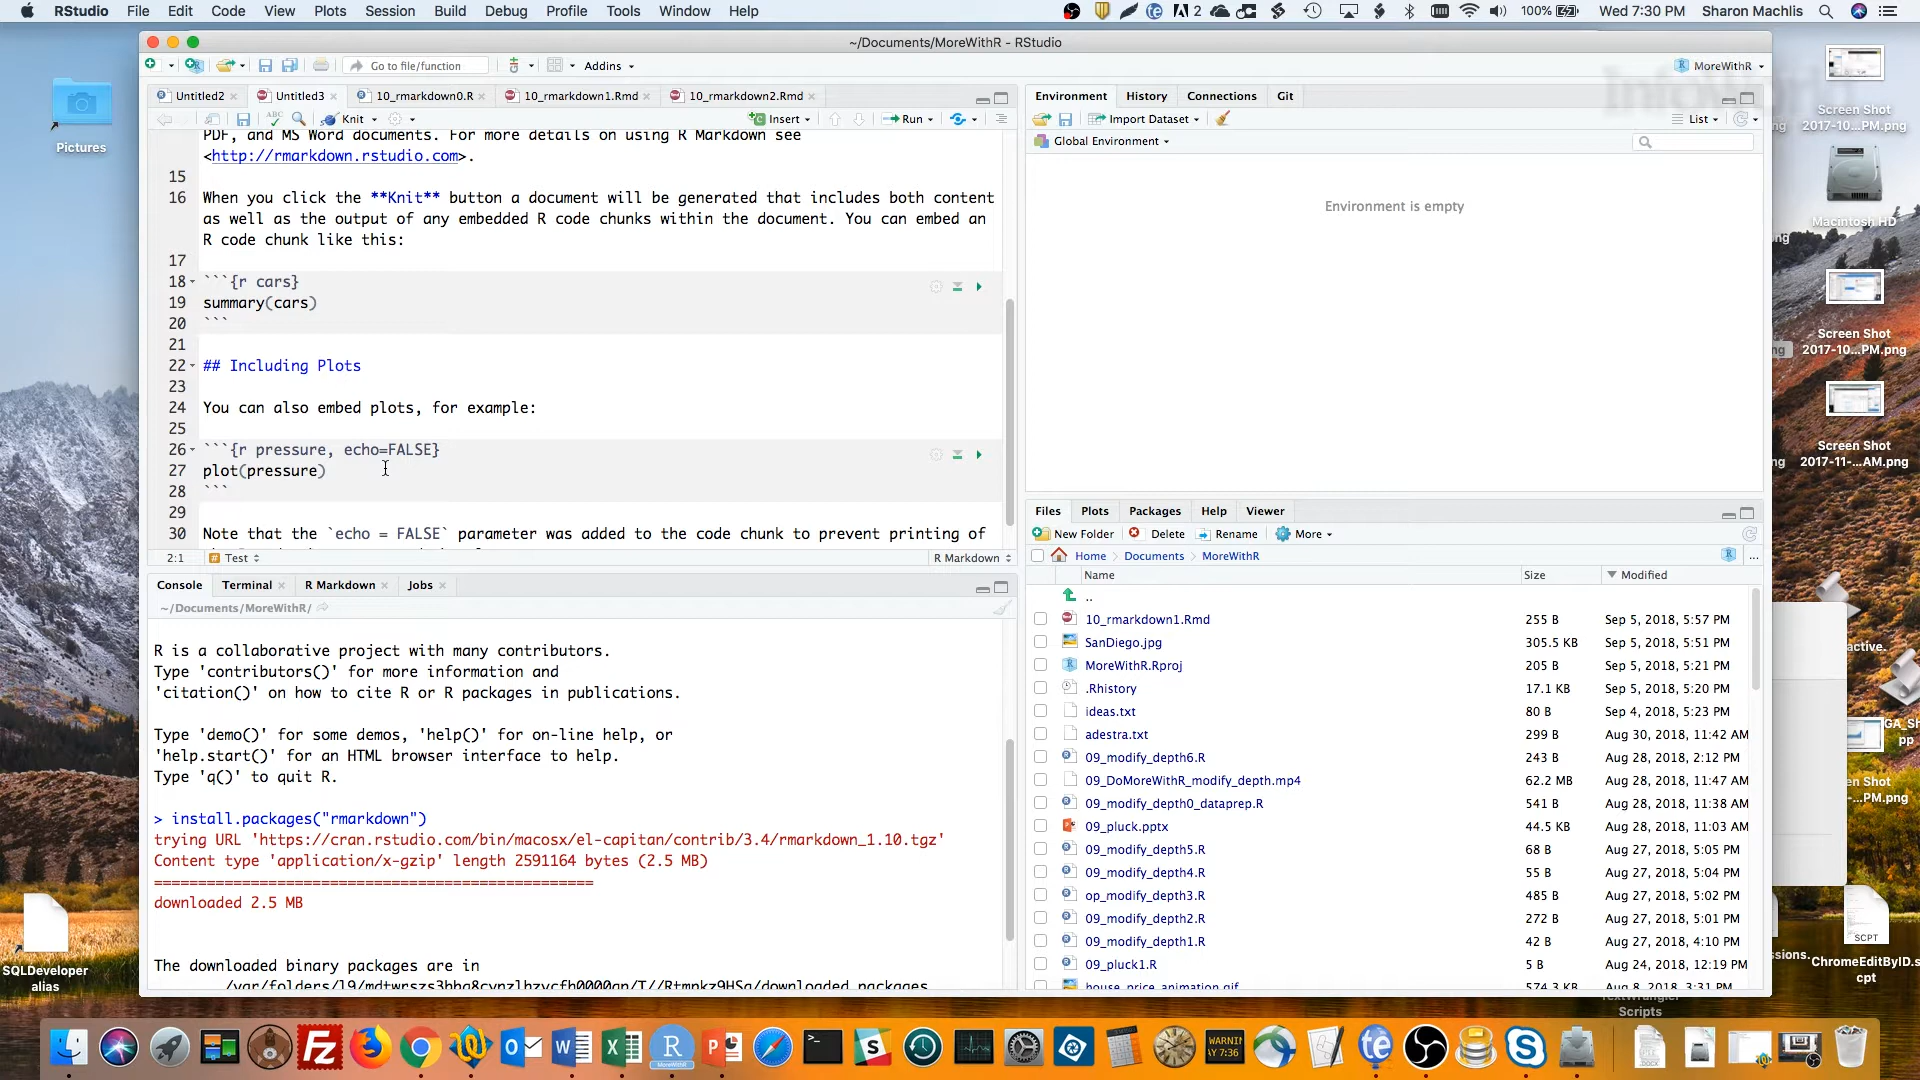 RStudio File Edit Code View Plots Session Build Debug Profile Tools Window Help
2 100% Wed 7:30 PM Sharon Machlis
~/Documents/MoreWithR - RStudio
Go to file/function Addins MoreWithR
InfoWorld
Untitled2 Untitled3 10_rmarkdown0.R 10_rmarkdown1.Rmd 10_rmarkdown2.Rmd
ABC Knit Insert Run
PDF, and MS Word documents. For more details on using R Markdown see
<http://rmarkdown.rstudio.com>.
15
16 When you click the **Knit** button a document will be generated that includes both content
as well as the output of any embedded R code chunks within the document. You can embed an
R code chunk like this:
17
18 ```{r cars}
19 summary(cars)
20 ```
21
22 ## Including Plots
23
24 You can also embed plots, for example:
25
26 ```{r pressure, echo=FALSE}
27 plot(pressure)
28 ```
29
30 Note that the `echo = FALSE` parameter was added to the code chunk to prevent printing of
2:1 Test R Markdown
Console Terminal R Markdown Jobs
~/Documents/MoreWithR/
R is a collaborative project with many contributors.
Type 'contributors()' for more information and
'citation()' on how to cite R or R packages in publications.
Type 'demo()' for some demos, 'help()' for on-line help, or
'help.start()' for an HTML browser interface to help.
Type 'q()' to quit R.
> install.packages("rmarkdown")
trying URL 'https://cran.rstudio.com/bin/macosx/el-capitan/contrib/3.4/rmarkdown_1.10.tgz'
Content type 'application/x-gzip' length 2591164 bytes (2.5 MB)
==================================================
downloaded 2.5 MB
The downloaded binary packages are in
Environment History Connections Git
Import Dataset List
Global Environment
Environment is empty
Files Plots Packages Help Viewer
New Folder Delete Rename More
Home Documents MoreWithR ...
Name Size Modified
..
10_rmarkdown1.Rmd 255 B Sep 5, 2018, 5:57 PM
SanDiego.jpg 305.5 KB Sep 5, 2018, 5:51 PM
MoreWithR.Rproj 205 B Sep 5, 2018, 5:21 PM
.Rhistory 17.1 KB Sep 5, 2018, 5:20 PM
ideas.txt 80 B Sep 4, 2018, 5:23 PM
adestra.txt 299 B Aug 30, 2018, 11:42 AM
09_modify_depth6.R 243 B Aug 28, 2018, 2:12 PM
09_DoMoreWithR_modify_depth.mp4 62.2 MB Aug 28, 2018, 11:47 AM
09_modify_depth0_dataprep.R 541 B Aug 28, 2018, 11:38 AM
09_pluck.pptx 44.5 KB Aug 28, 2018, 11:03 AM
09_modify_depth5.R 68 B Aug 27, 2018, 5:05 PM
09_modify_depth4.R 55 B Aug 27, 2018, 5:04 PM
op_modify_depth3.R 485 B Aug 27, 2018, 5:02 PM
09_modify_depth2.R 272 B Aug 27, 2018, 5:01 PM
09_modify_depth1.R 42 B Aug 27, 2018, 4:10 PM
09_pluck1.R 5 B Aug 24, 2018, 12:19 PM
house_price_animation.gif 574.3 KB Aug 8, 2018, 3:31 PM
Pictures
SQLDeveloper
alias
Screen Shot
2017-10...PM.png
Macintosh HD
Screen Shot
2017-10...PM.png
Screen Shot
2017-11-...AM.png
active.
SCPT
ssions.
ChromeEditByID.s
cpt
Scripts